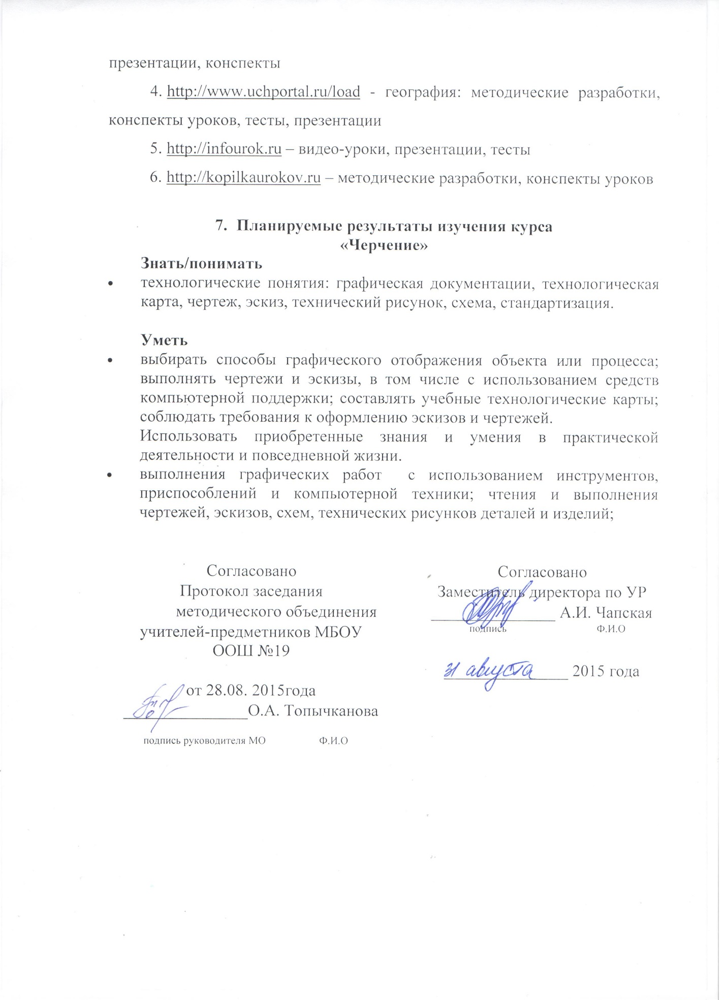 презентации, конспекты
4. http://www.uchportal.ru/load - география: методические разработки,
конспекты уроков, тесты, презентации
5. http://infourok.ru – видео-уроки, презентации, тесты
6. http://kopilkaurokov.ru – методические разработки, конспекты уроков
7. Планируемые результаты изучения курса
«Черчение»
Знать/понимать
• технологические понятия: графическая документации, технологическая
карта, чертеж, эскиз, технический рисунок, схема, стандартизация.
Уметь
• выбирать способы графического отображения объекта или процесса;
выполнять чертежи и эскизы, в том числе с использованием средств
компьютерной поддержки; составлять учебные технологические карты;
соблюдать требования к оформлению эскизов и чертежей.
Использовать приобретенные знания и умения в практической
деятельности и повседневной жизни.
• выполнения графических работ с использованием инструментов,
приспособлений и компьютерной техники; чтения и выполнения
чертежей, эскизов, схем, технических рисунков деталей и изделий;
Согласовано
Протокол заседания
методического объединения
учителей-предметников МБОУ
ООШ №19
от 28.08. 2015года
О.А. Топычканова
подпись руководителя МО Ф.И.О
Согласовано
Заместитель директора по УР
А.И. Чапская
подпись Ф.И.О
31 августа 2015 года